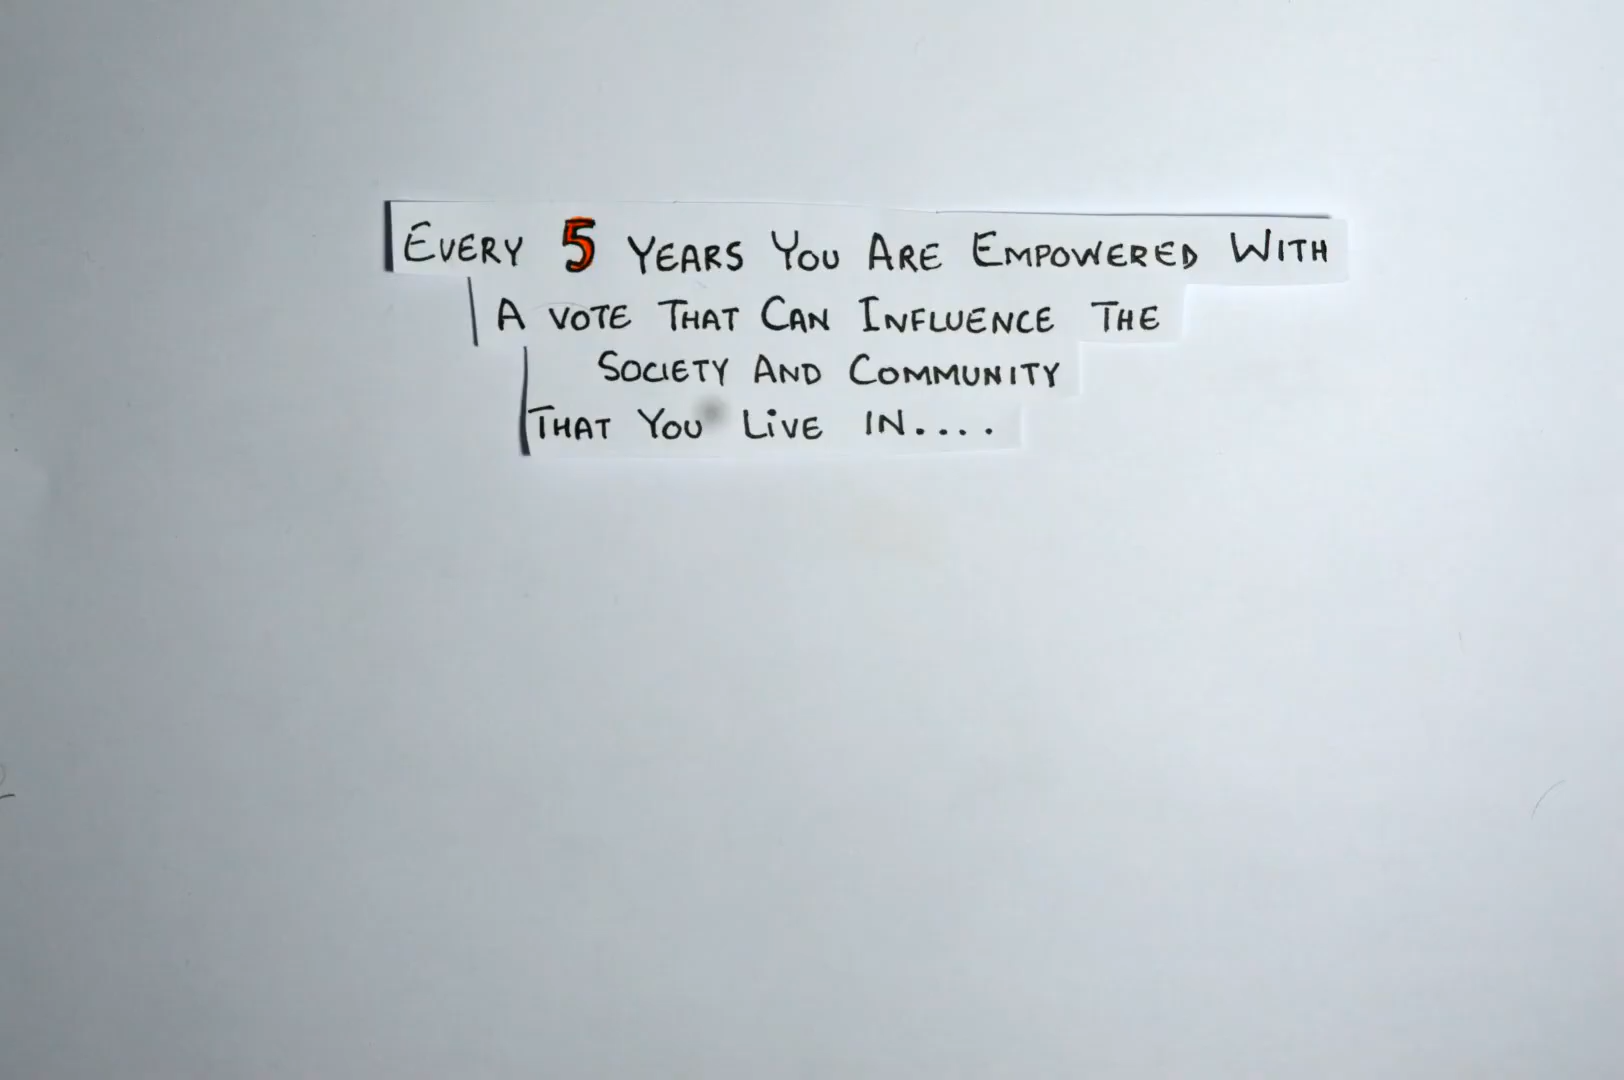 Every 5 Years You Are Empowered With
A vote That Can Influence The
Society And Community
That You Live in....